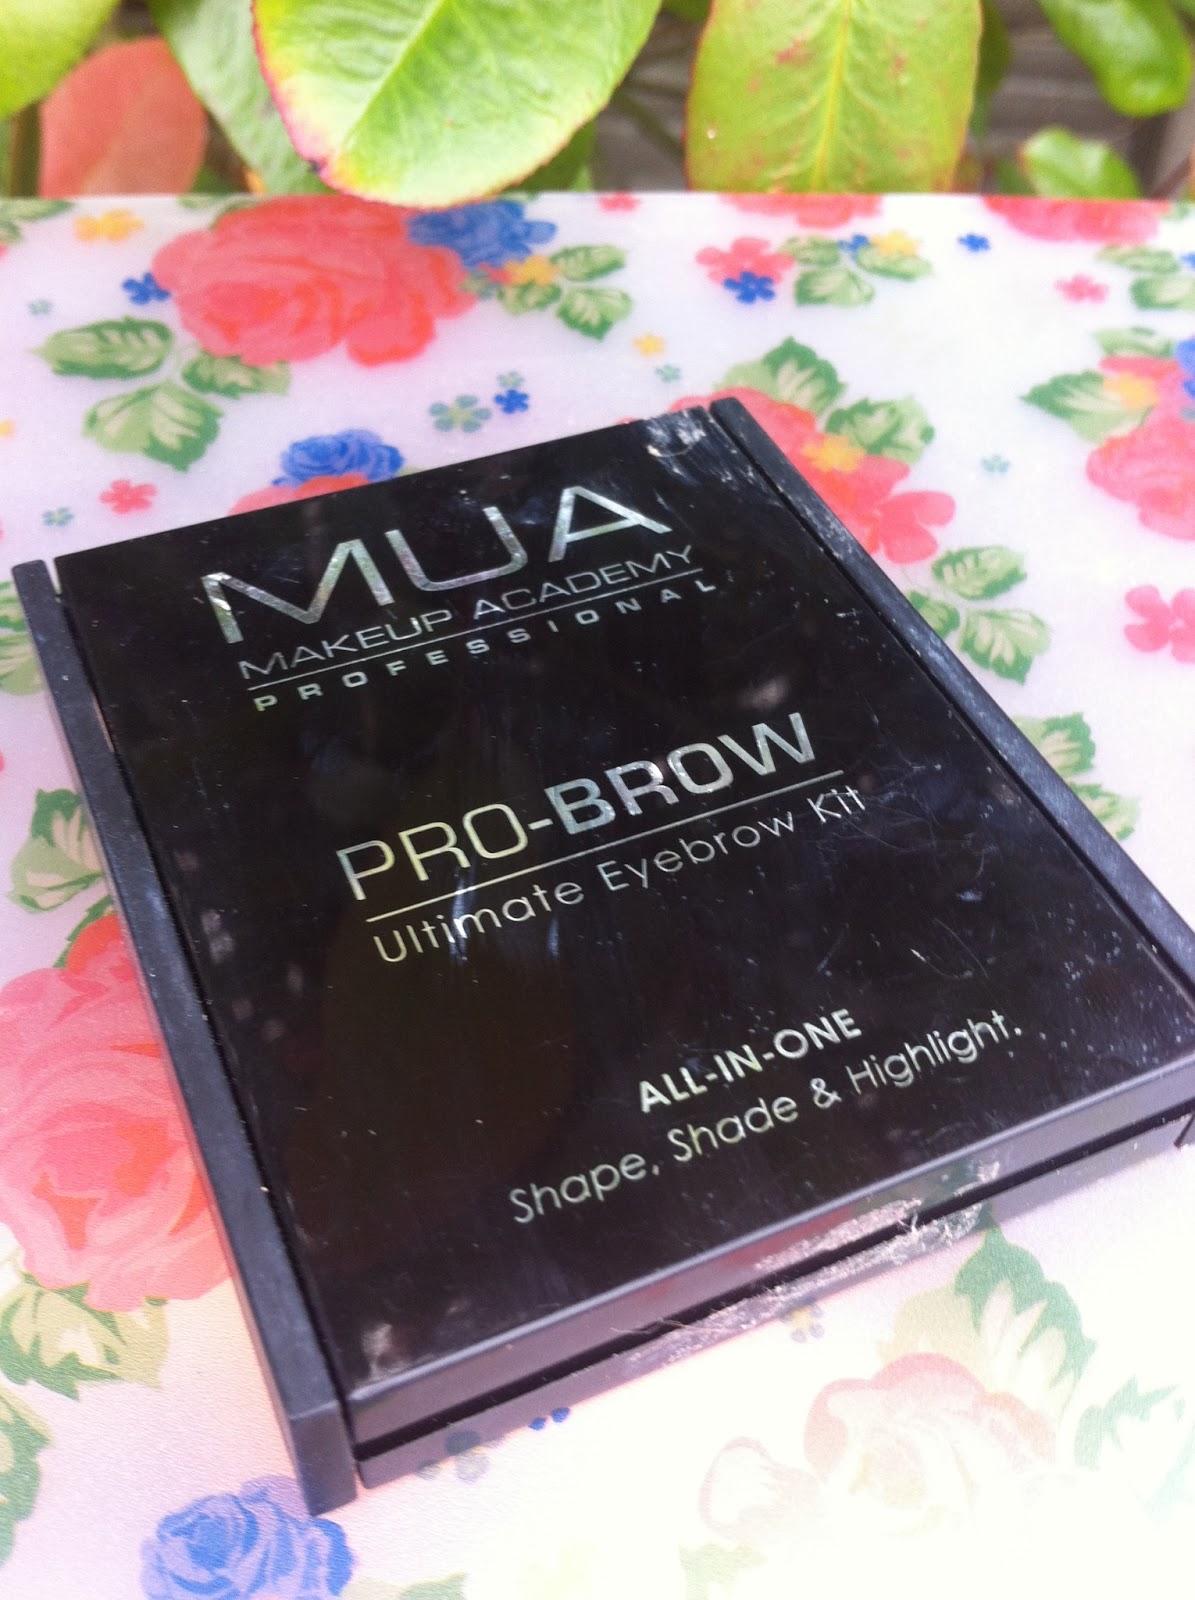 MUA
MAKEUP ACADEMY
PROFESSIONAL
PRO-BROW
Ultimate Eyebrow Kit
ALL-IN-ONE
Shape, Shade & Highlight.